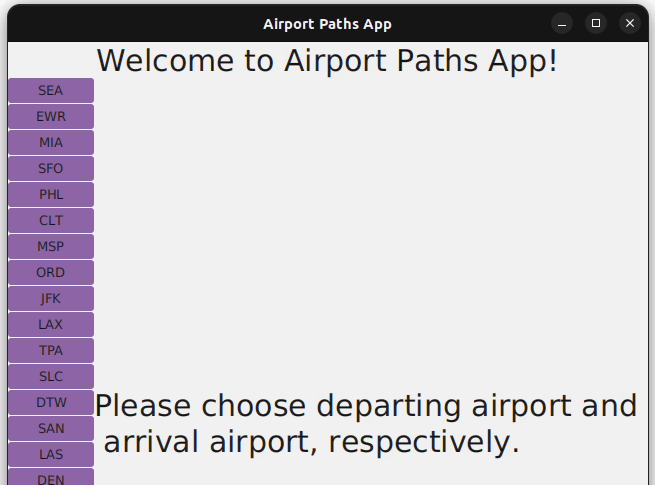 Airport Paths App
Welcome to Airport Paths App!
SEA
EWR
MIA
SFO
PHL
CLT
MSP
ORD
JFK
LAX
TPA
SLC
DTW
SAN
LAS
DEN
Please choose departing airport and
arrival airport, respectively.